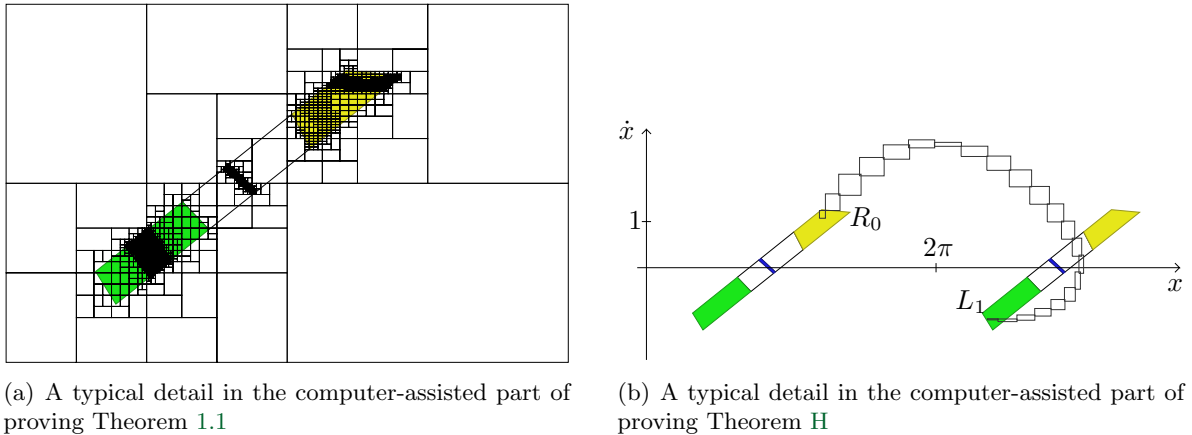 ẋ
R₀
1
2π
x
L₁
(a) A typical detail in the computer-assisted part of
proving Theorem 1.1
(b) A typical detail in the computer-assisted part of
proving Theorem H